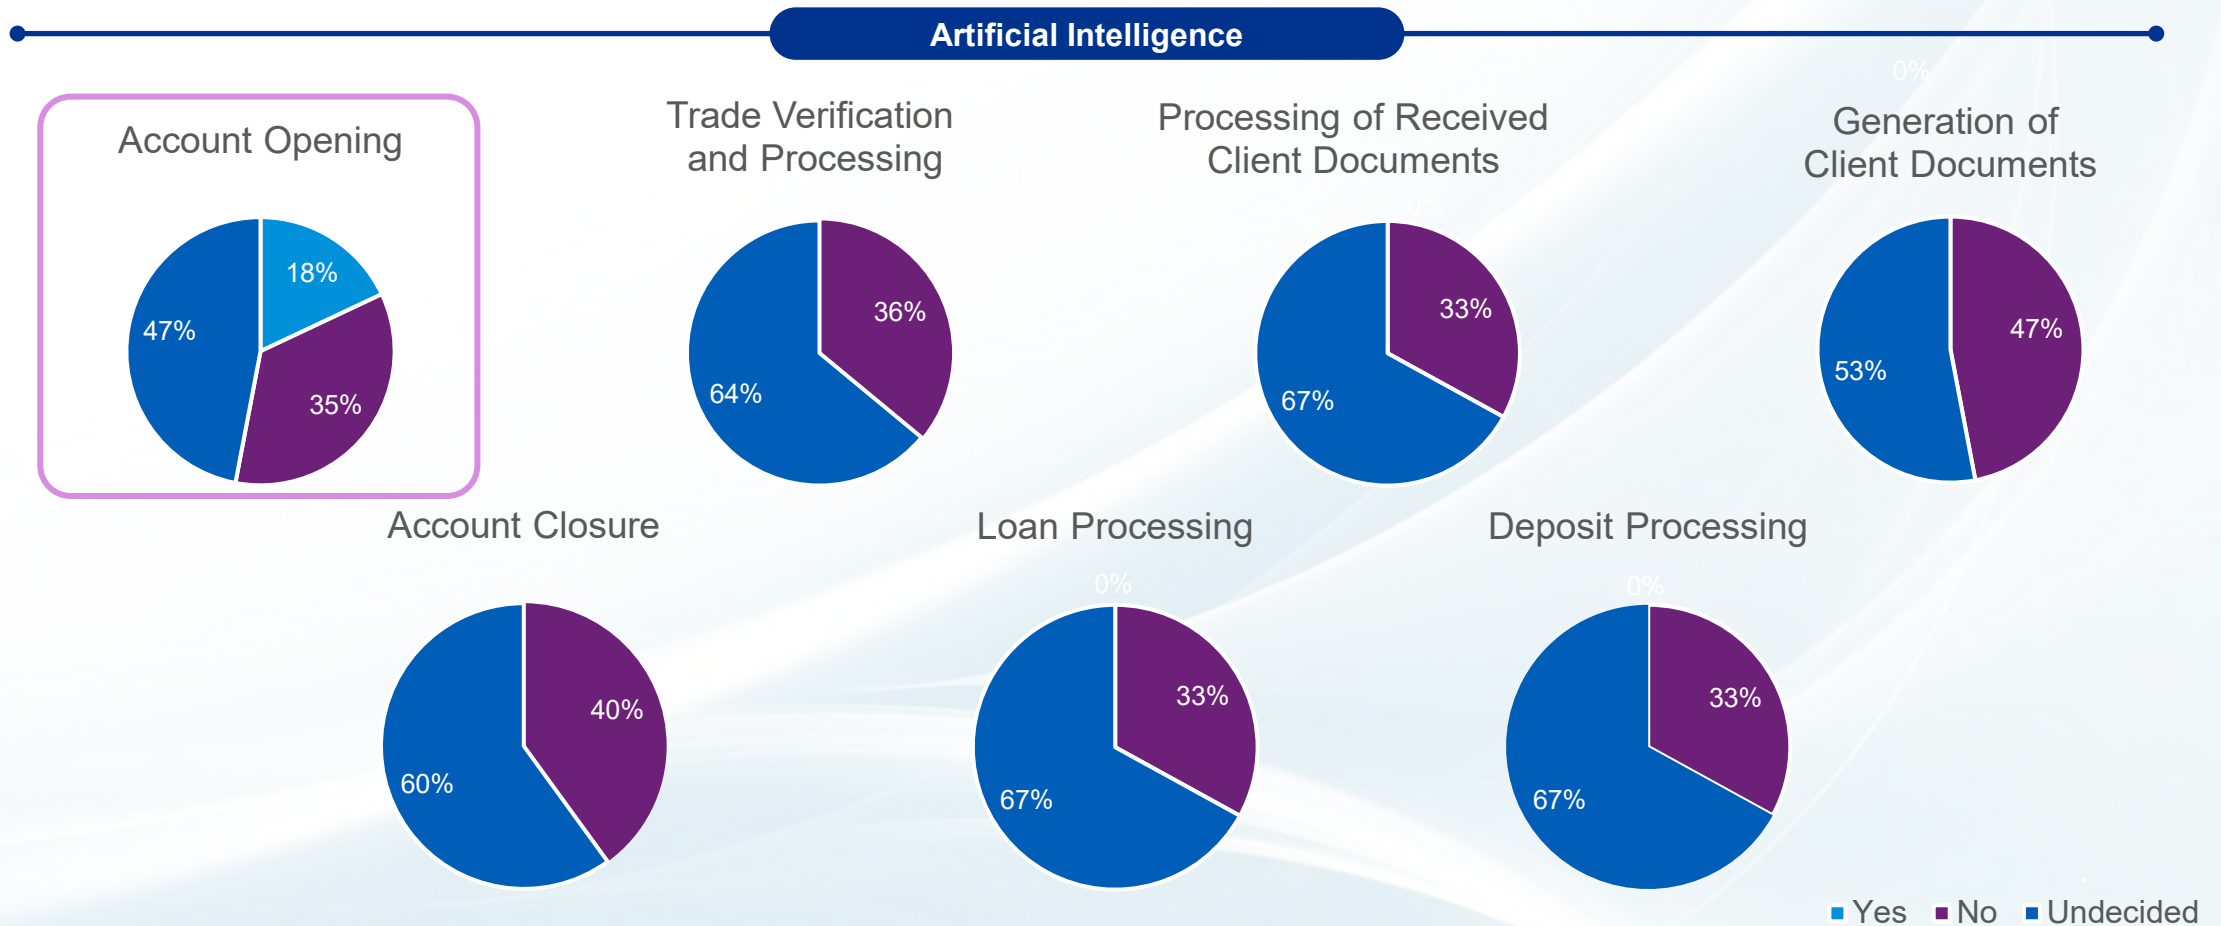 Artificial Intelligence
Account Opening
18%
47%
35%
Trade Verification
and Processing
36%
64%
Processing of Received
Client Documents
0%
33%
67%
0%
Generation of
Client Documents
47%
53%
Account Closure
40%
60%
Loan Processing
0%
33%
67%
Deposit Processing
0%
33%
67%
Yes No Undecided